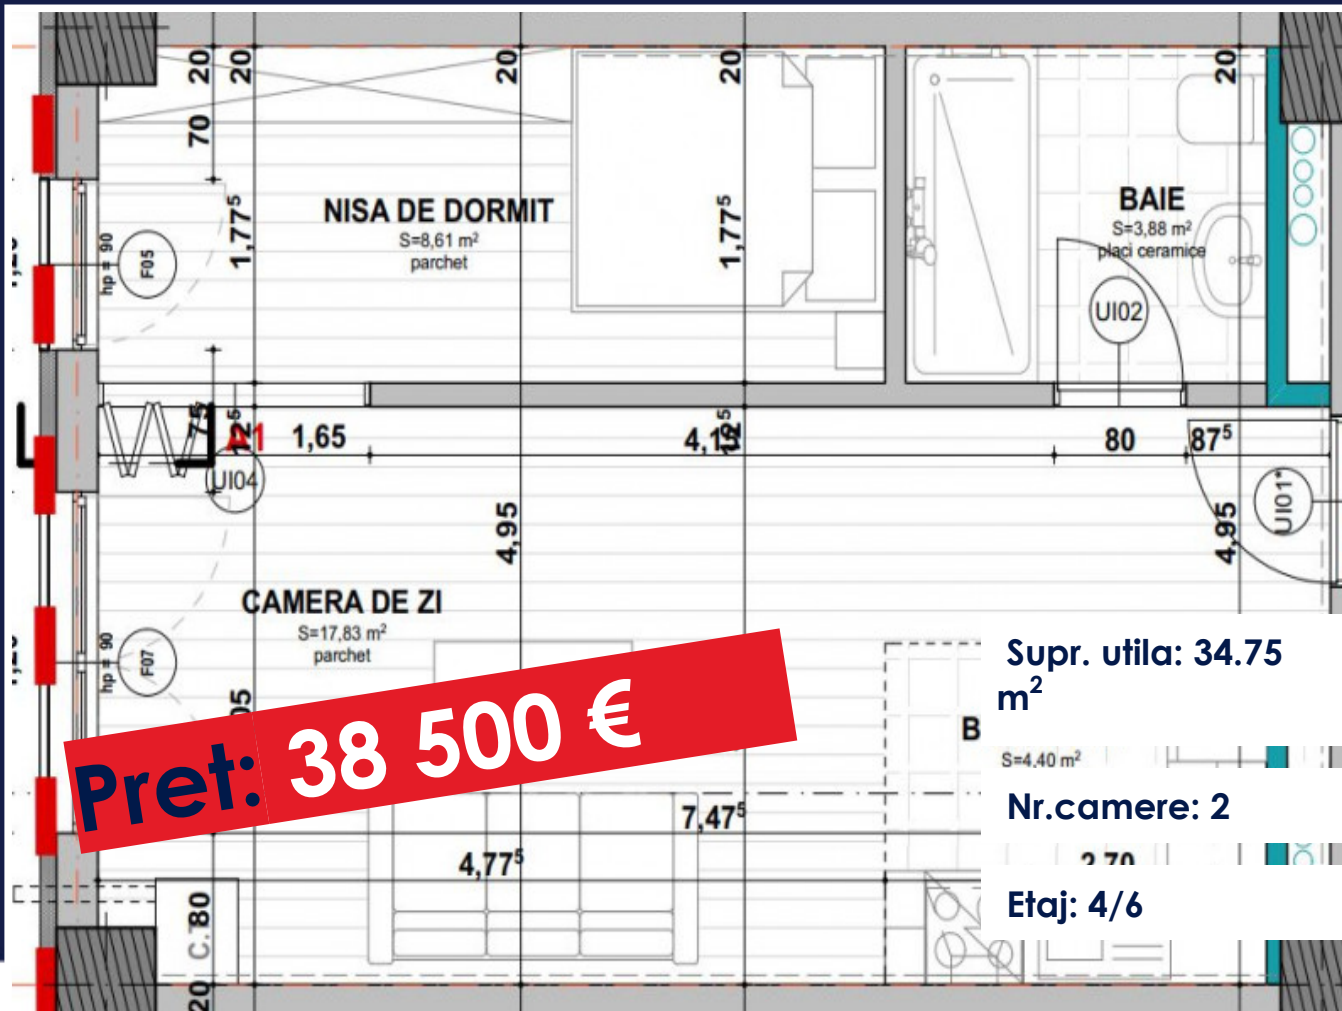 20 20 20 20 20
70
1,77⁵ 1,77⁵
NISA DE DORMIT
S=8,61 m²
parchet
BAIE
S=3,88 m²
placi ceramice
hp = 90
F05
UI02
75
1,65
80
87⁵
UI04
UI01*
4,95
4,95
CAMERA DE ZI
S=17,83 m²
parchet
hp = 90
F07
Pret: 38 500 €
Supr. utila: 34.75
m²
S=4,40 m²
Nr.camere: 2
7,47⁵
4,77⁵
2,70
Etaj: 4/6
80
20